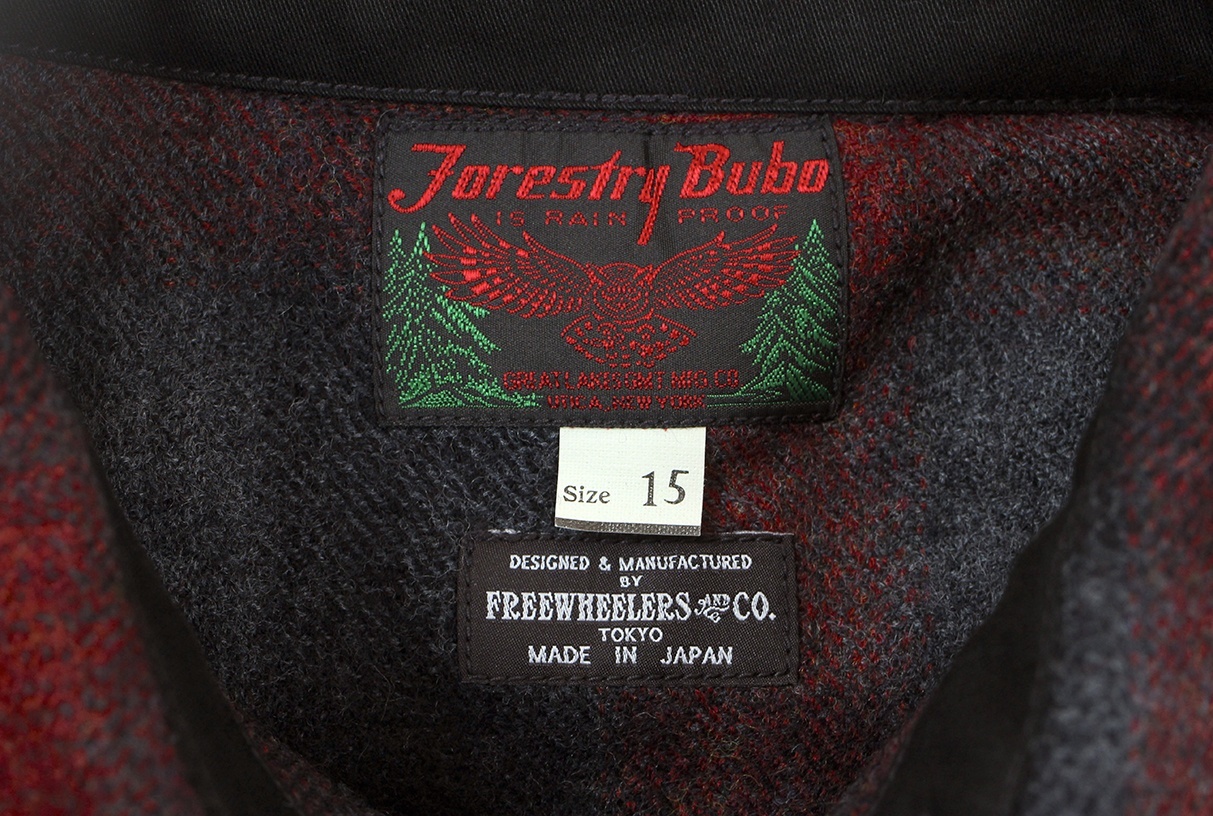 Forestry Bubo
IS RAIN PROOF
GREAT LAKES GMT. MFG. CO.
UTICA, NEW YORK
Size 15
DESIGNED & MANUFACTURED
BY
FREEWHEELERS AND CO.
TOKYO
MADE IN JAPAN